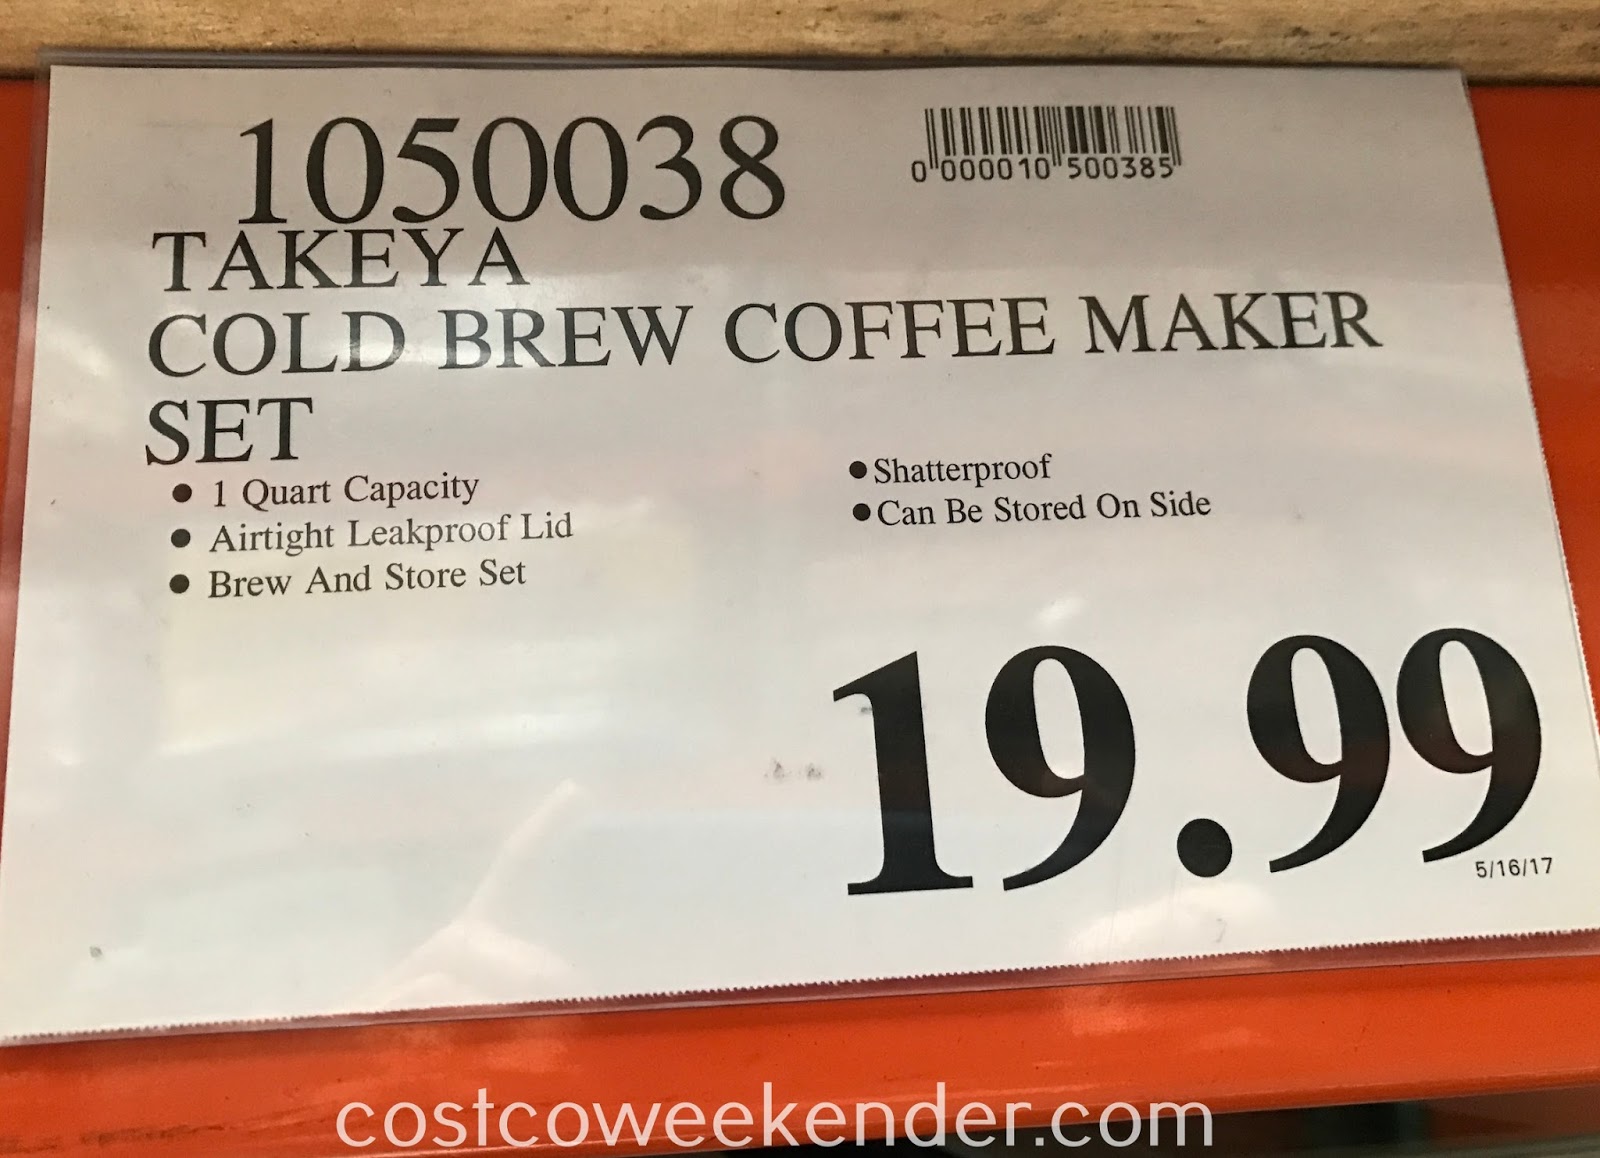 1050038
0 000010 500385
TAKEYA
COLD BREW COFFEE MAKER
SET
● 1 Quart Capacity
● Airtight Leakproof Lid
● Brew And Store Set
● Shatterproof
● Can Be Stored On Side
19.99
5/16/17
costcoweekender.com